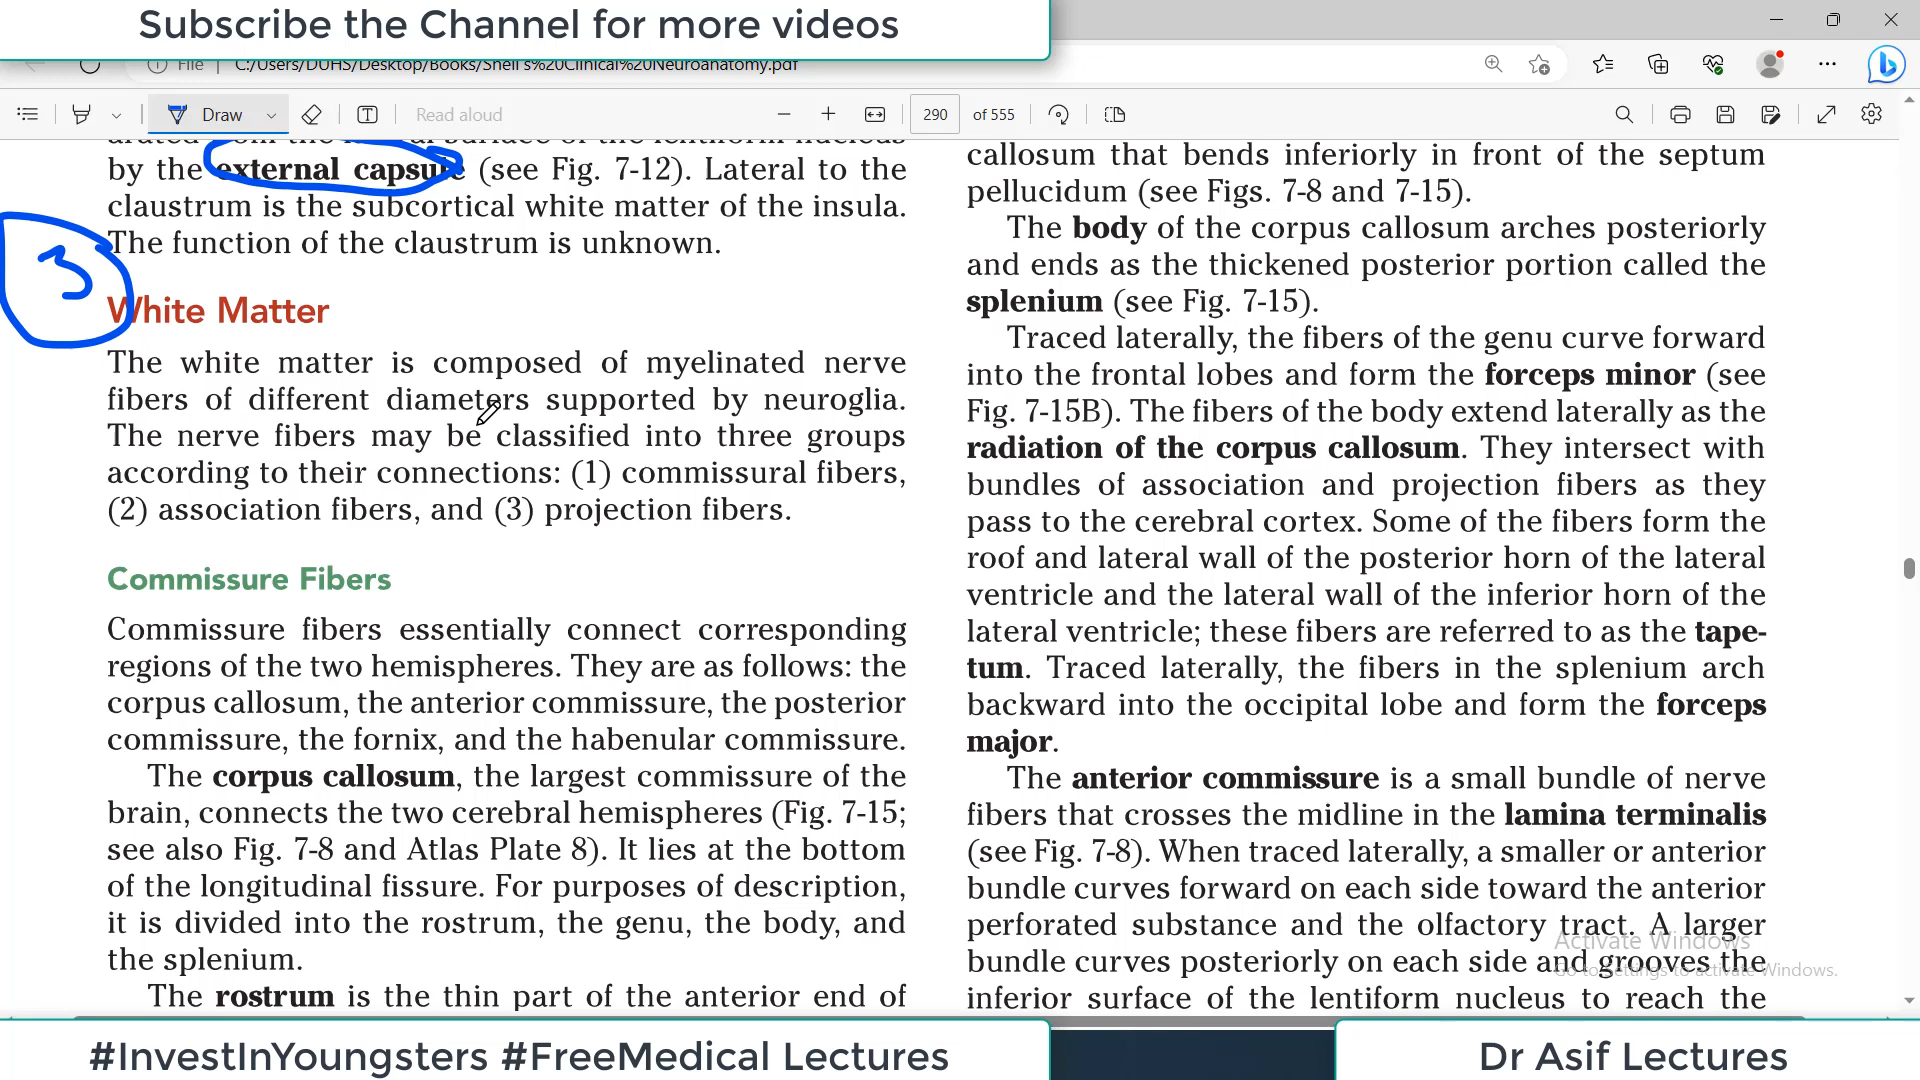 Subscribe the Channel for more videos
File
C:/Users/DUHS/Desktop/Books/Snell's%20Clinical%20Neuroanatomy.pdf
Draw
Read aloud
290
of 555
by the external capsule (see Fig. 7-12). Lateral to the
claustrum is the subcortical white matter of the insula.
The function of the claustrum is unknown.
3
White Matter
The white matter is composed of myelinated nerve
fibers of different diameters supported by neuroglia.
The nerve fibers may be classified into three groups
according to their connections: (1) commissural fibers,
(2) association fibers, and (3) projection fibers.
Commissure Fibers
Commissure fibers essentially connect corresponding
regions of the two hemispheres. They are as follows: the
corpus callosum, the anterior commissure, the posterior
commissure, the fornix, and the habenular commissure.
The corpus callosum, the largest commissure of the
brain, connects the two cerebral hemispheres (Fig. 7-15;
see also Fig. 7-8 and Atlas Plate 8). It lies at the bottom
of the longitudinal fissure. For purposes of description,
it is divided into the rostrum, the genu, the body, and
the splenium.
The rostrum is the thin part of the anterior end of
callosum that bends inferiorly in front of the septum
pellucidum (see Figs. 7-8 and 7-15).
The body of the corpus callosum arches posteriorly
and ends as the thickened posterior portion called the
splenium (see Fig. 7-15).
Traced laterally, the fibers of the genu curve forward
into the frontal lobes and form the forceps minor (see
Fig. 7-15B). The fibers of the body extend laterally as the
radiation of the corpus callosum. They intersect with
bundles of association and projection fibers as they
pass to the cerebral cortex. Some of the fibers form the
roof and lateral wall of the posterior horn of the lateral
ventricle and the lateral wall of the inferior horn of the
lateral ventricle; these fibers are referred to as the tape-
tum. Traced laterally, the fibers in the splenium arch
backward into the occipital lobe and form the forceps
major.
The anterior commissure is a small bundle of nerve
fibers that crosses the midline in the lamina terminalis
(see Fig. 7-8). When traced laterally, a smaller or anterior
bundle curves forward on each side toward the anterior
perforated substance and the olfactory tract. A larger
bundle curves posteriorly on each side and grooves the
inferior surface of the lentiform nucleus to reach the
Activate Windows
Go to Settings to activate Windows.
#InvestInYoungsters #FreeMedical Lectures
Dr Asif Lectures